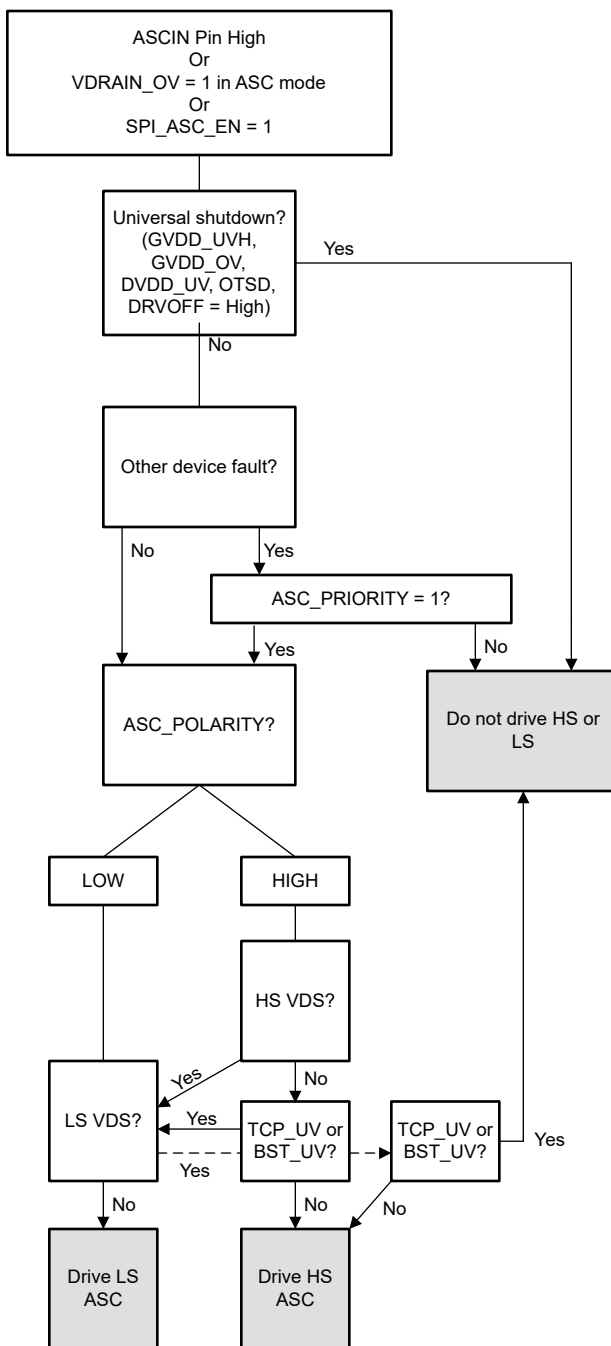 ASCIN Pin High
Or
VDRAIN_OV = 1 in ASC mode
Or
SPI_ASC_EN = 1
Universal shutdown?
(GVDD_UVH,
GVDD_OV,
DVDD_UV, OTSD,
DRVOFF = High)
Yes
No
Other device fault?
No
Yes
ASC_PRIORITY = 1?
Yes
No
ASC_POLARITY?
Do not drive HS or
LS
LOW
HIGH
HS VDS?
Yes
No
LS VDS?
Yes
TCP_UV or
BST_UV?
TCP_UV or
BST_UV?
Yes
Yes
No
No
No
Drive LS
ASC
Drive HS
ASC